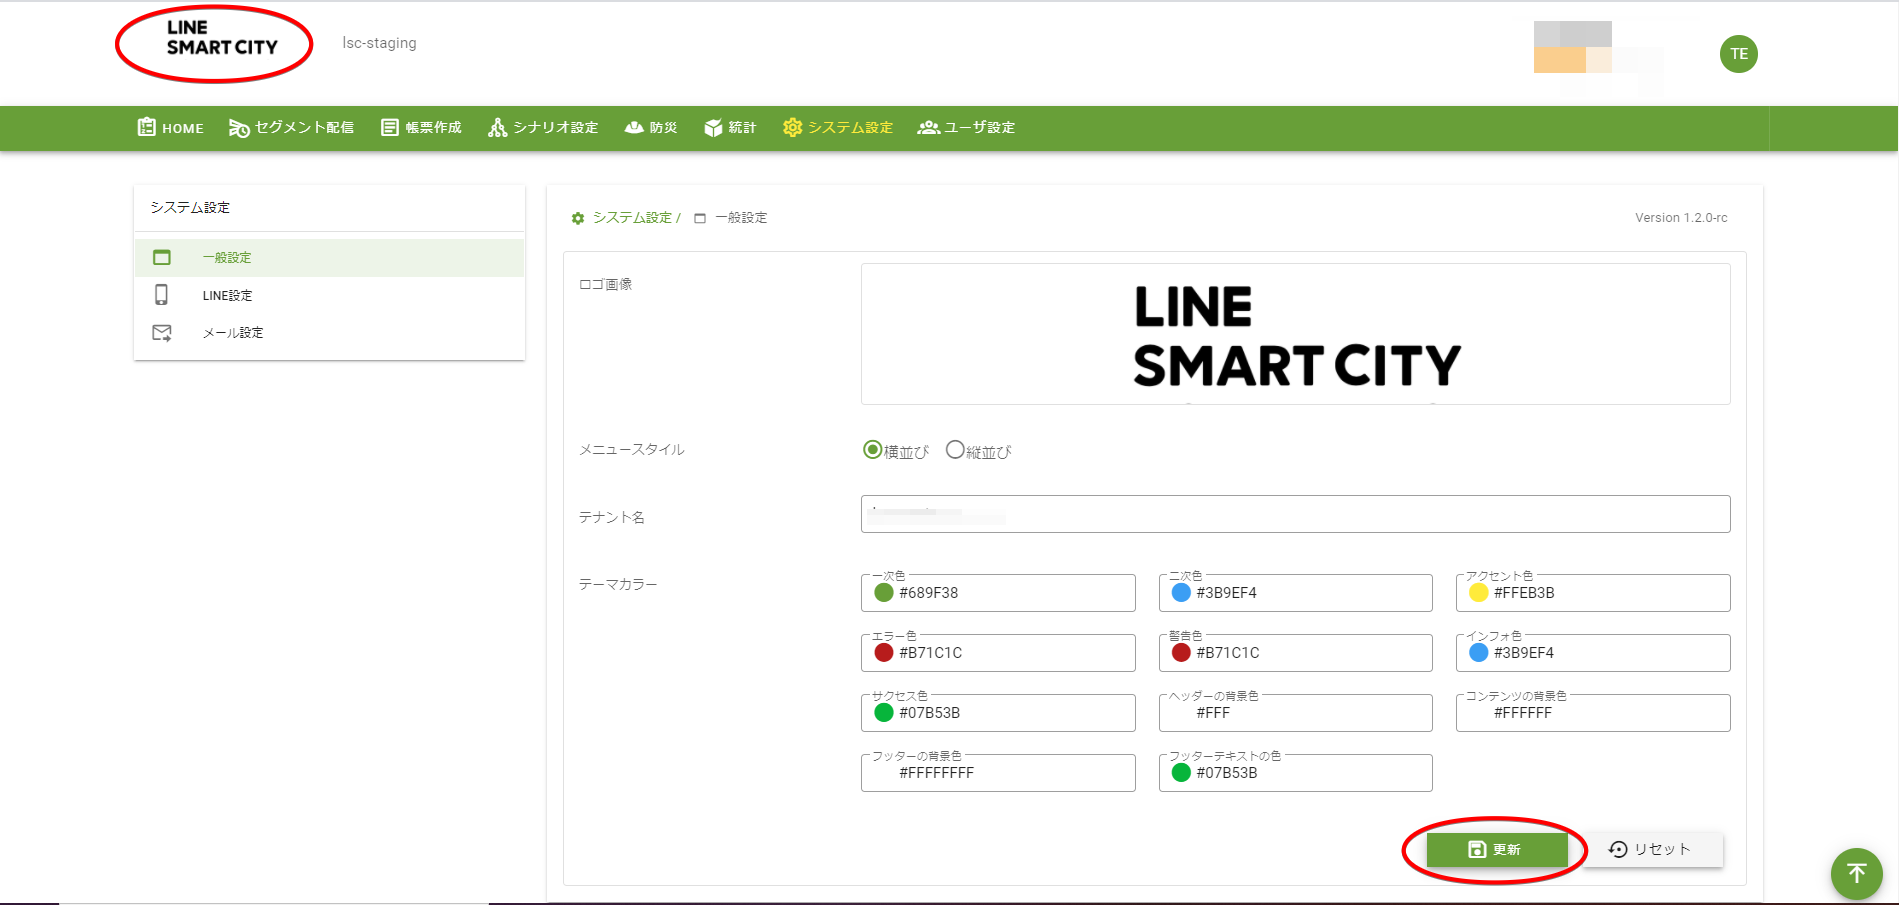 LINE
SMART CITY
lsc-staging
TE
HOME
セグメント配信
帳票作成
シナリオ設定
防災
統計
システム設定
ユーザ設定
システム設定
一般設定
LINE設定
メール設定
システム設定 /
一般設定
Version 1.2.0-rc
ロゴ画像
LINE
SMART CITY
メニュースタイル
横並び
縦並び
テナント名
テーマカラー
一次色
#689F38
二次色
#3B9EF4
アクセント色
#FFEB3B
エラー色
#B71C1C
警告色
#B71C1C
インフォ色
#3B9EF4
サクセス色
#07B53B
ヘッダーの背景色
#FFF
コンテンツの背景色
#FFFFFF
フッターの背景色
#FFFFFFFF
フッターテキストの色
#07B53B
更新
リセット